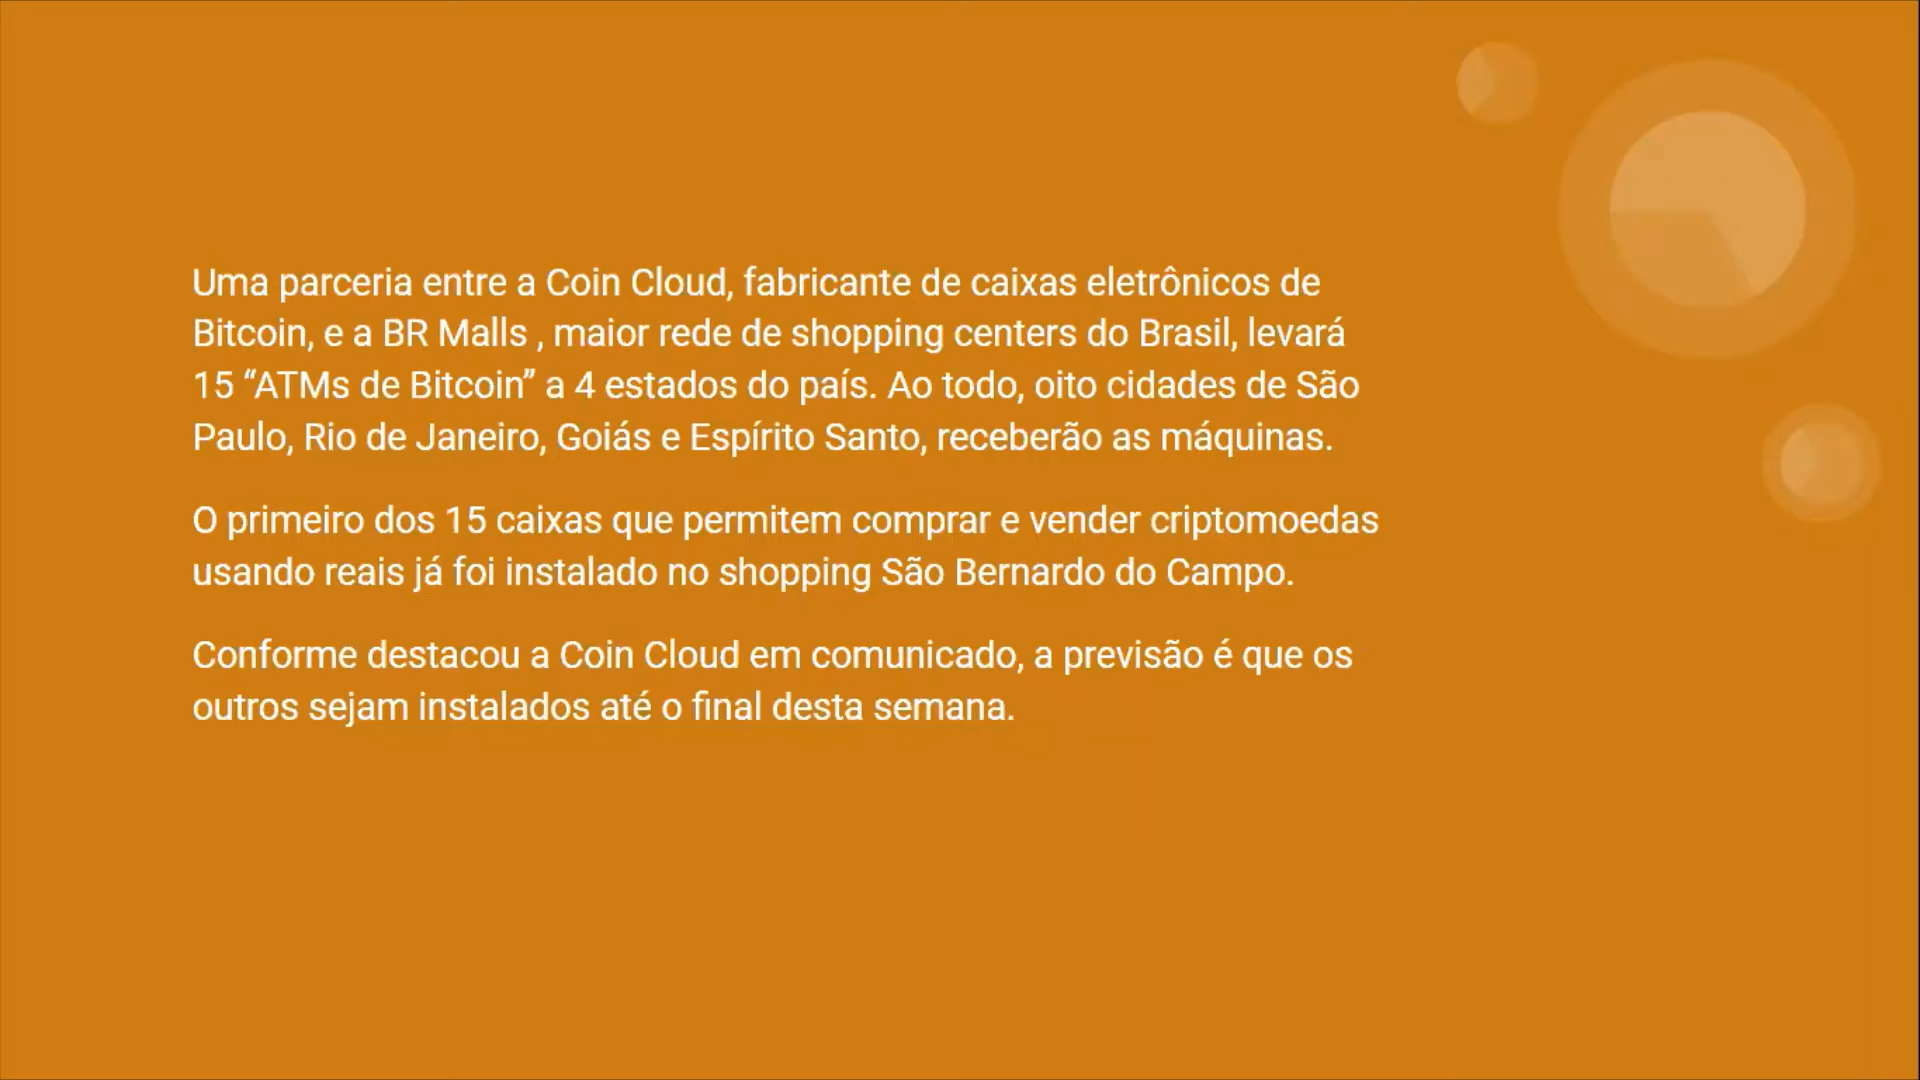 Uma parceria entre a Coin Cloud, fabricante de caixas eletrônicos de
Bitcoin, e a BR Malls , maior rede de shopping centers do Brasil, levará
15 “ATMs de Bitcoin” a 4 estados do país. Ao todo, oito cidades de São
Paulo, Rio de Janeiro, Goiás e Espírito Santo, receberão as máquinas.
O primeiro dos 15 caixas que permitem comprar e vender criptomoedas
usando reais já foi instalado no shopping São Bernardo do Campo.
Conforme destacou a Coin Cloud em comunicado, a previsão é que os
outros sejam instalados até o final desta semana.